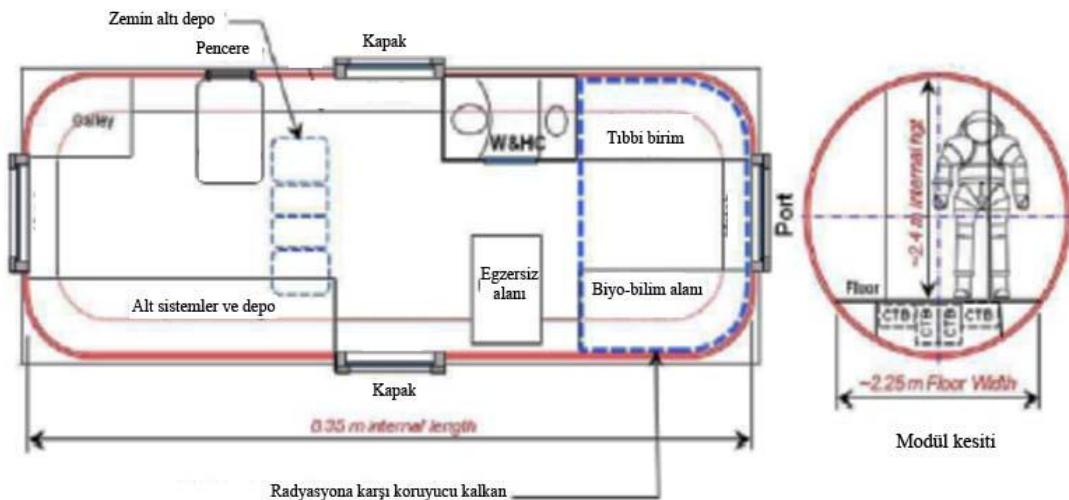 Zemin altı depo
Pencere
Kapak
Galley
W&HC
Tıbbi birim
Port
Egzersiz
alanı
Biyo-bilim alanı
Alt sistemler ve depo
Kapak
internal length
Radyasyona karşı koruyucu kalkan
~2.4 m internal hgt
Floor
CTB
CTB
CTB
CTB
~2.25 m Floor Width
Modül kesiti